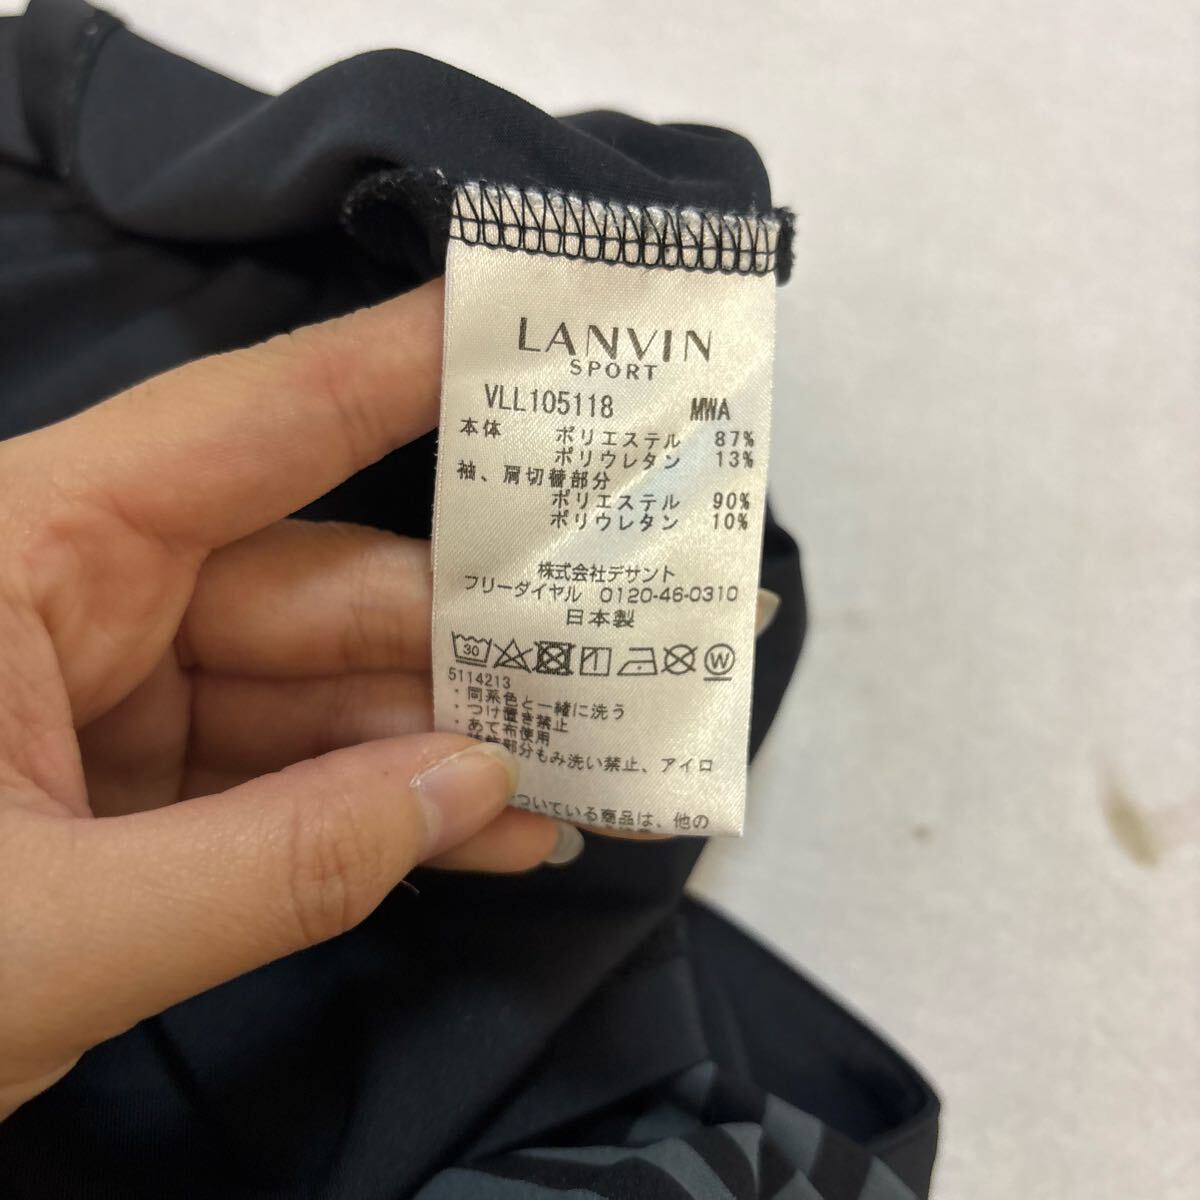 LANVIN
SPORT
VLL105118 MWA
本体 ポリエステル 87%
ポリウレタン 13%
袖、肩切替部分
ポリエステル 90%
ポリウレタン 10%
株式会社デサント
フリーダイヤル 0120-46-0310
日本製
30 W
5114213
・同系色と一緒に洗う
・つけ置き禁止
・あて布使用
部分もみ洗い禁止、アイロ
ついている商品は、他の